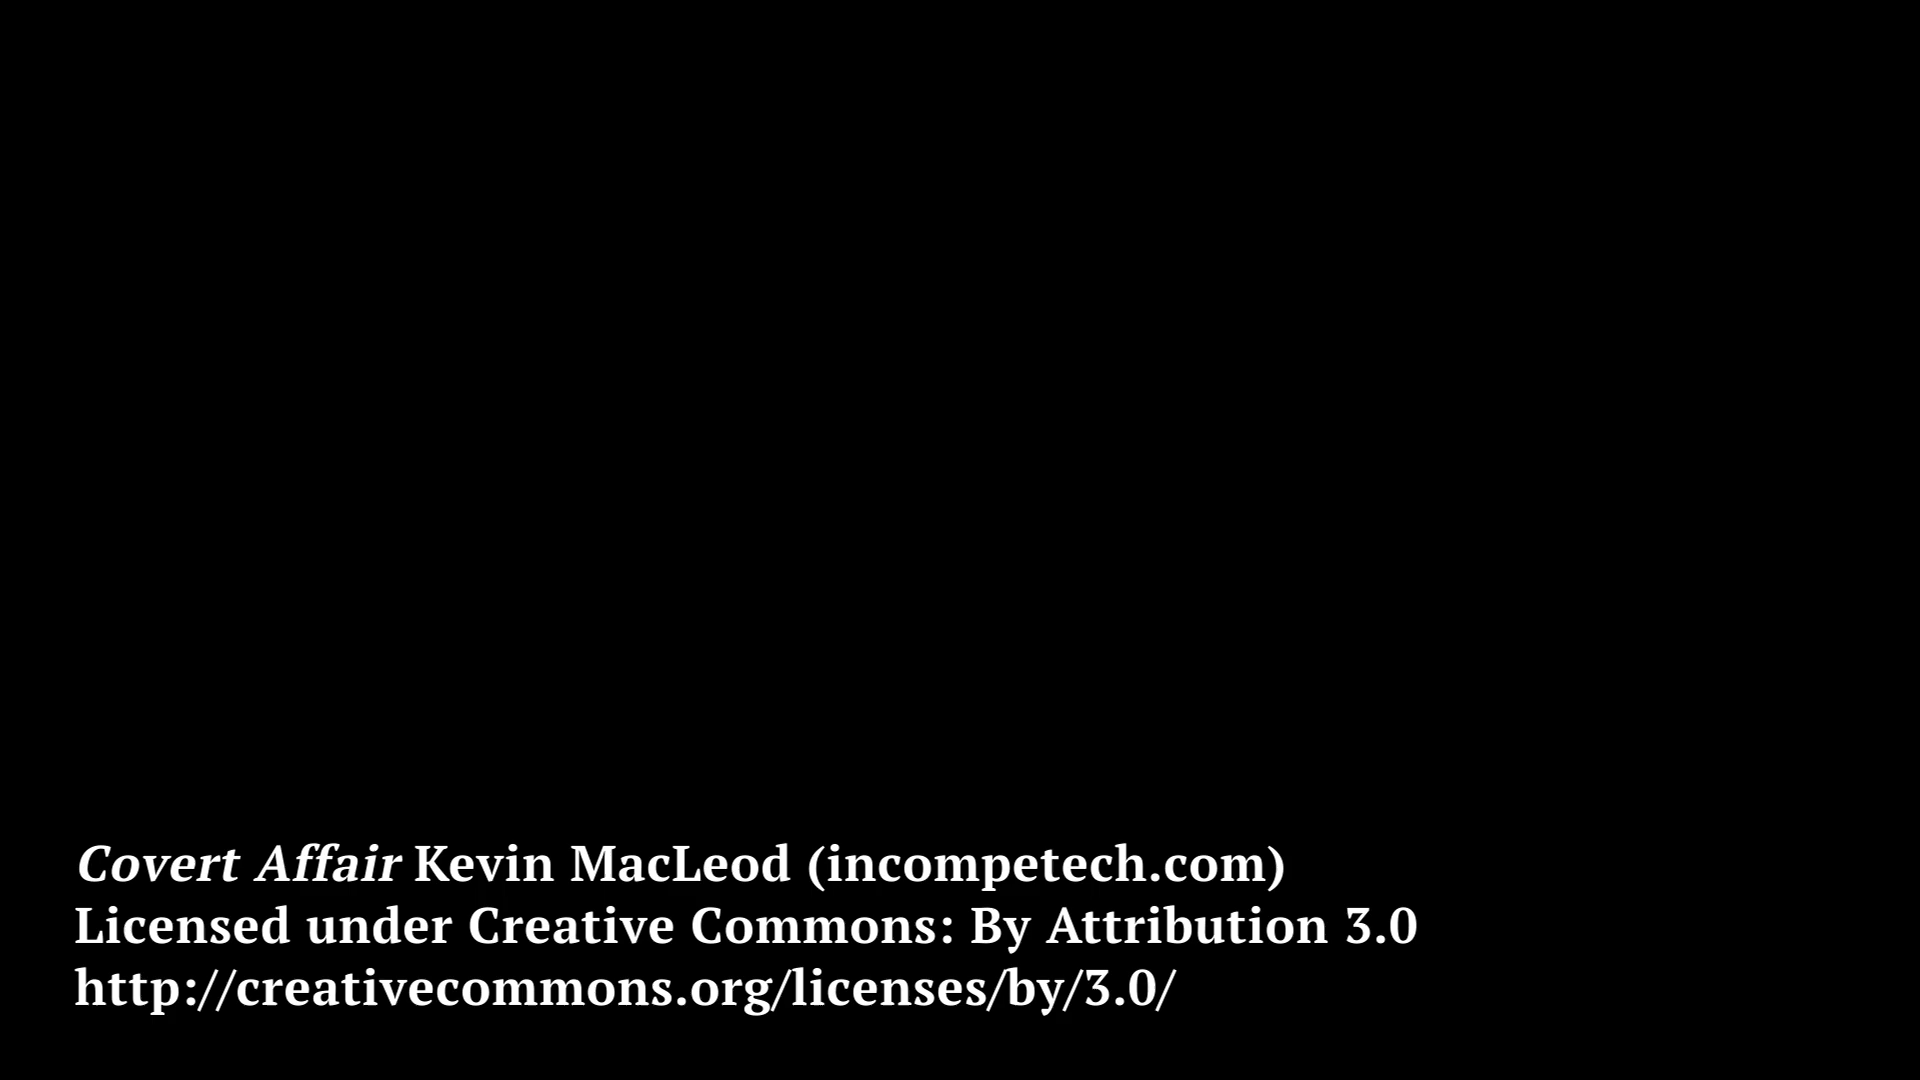 Covert Affair Kevin MacLeod (incompetech.com)
Licensed under Creative Commons: By Attribution 3.0
http://creativecommons.org/licenses/by/3.0/